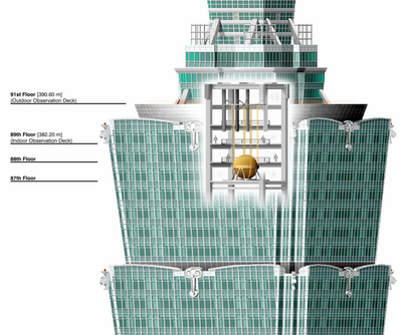 91st Floor [390.60 m]
(Outdoor Observation Deck)
89th Floor [382.20 m]
(Indoor Observation Deck)
88th Floor
87th Floor